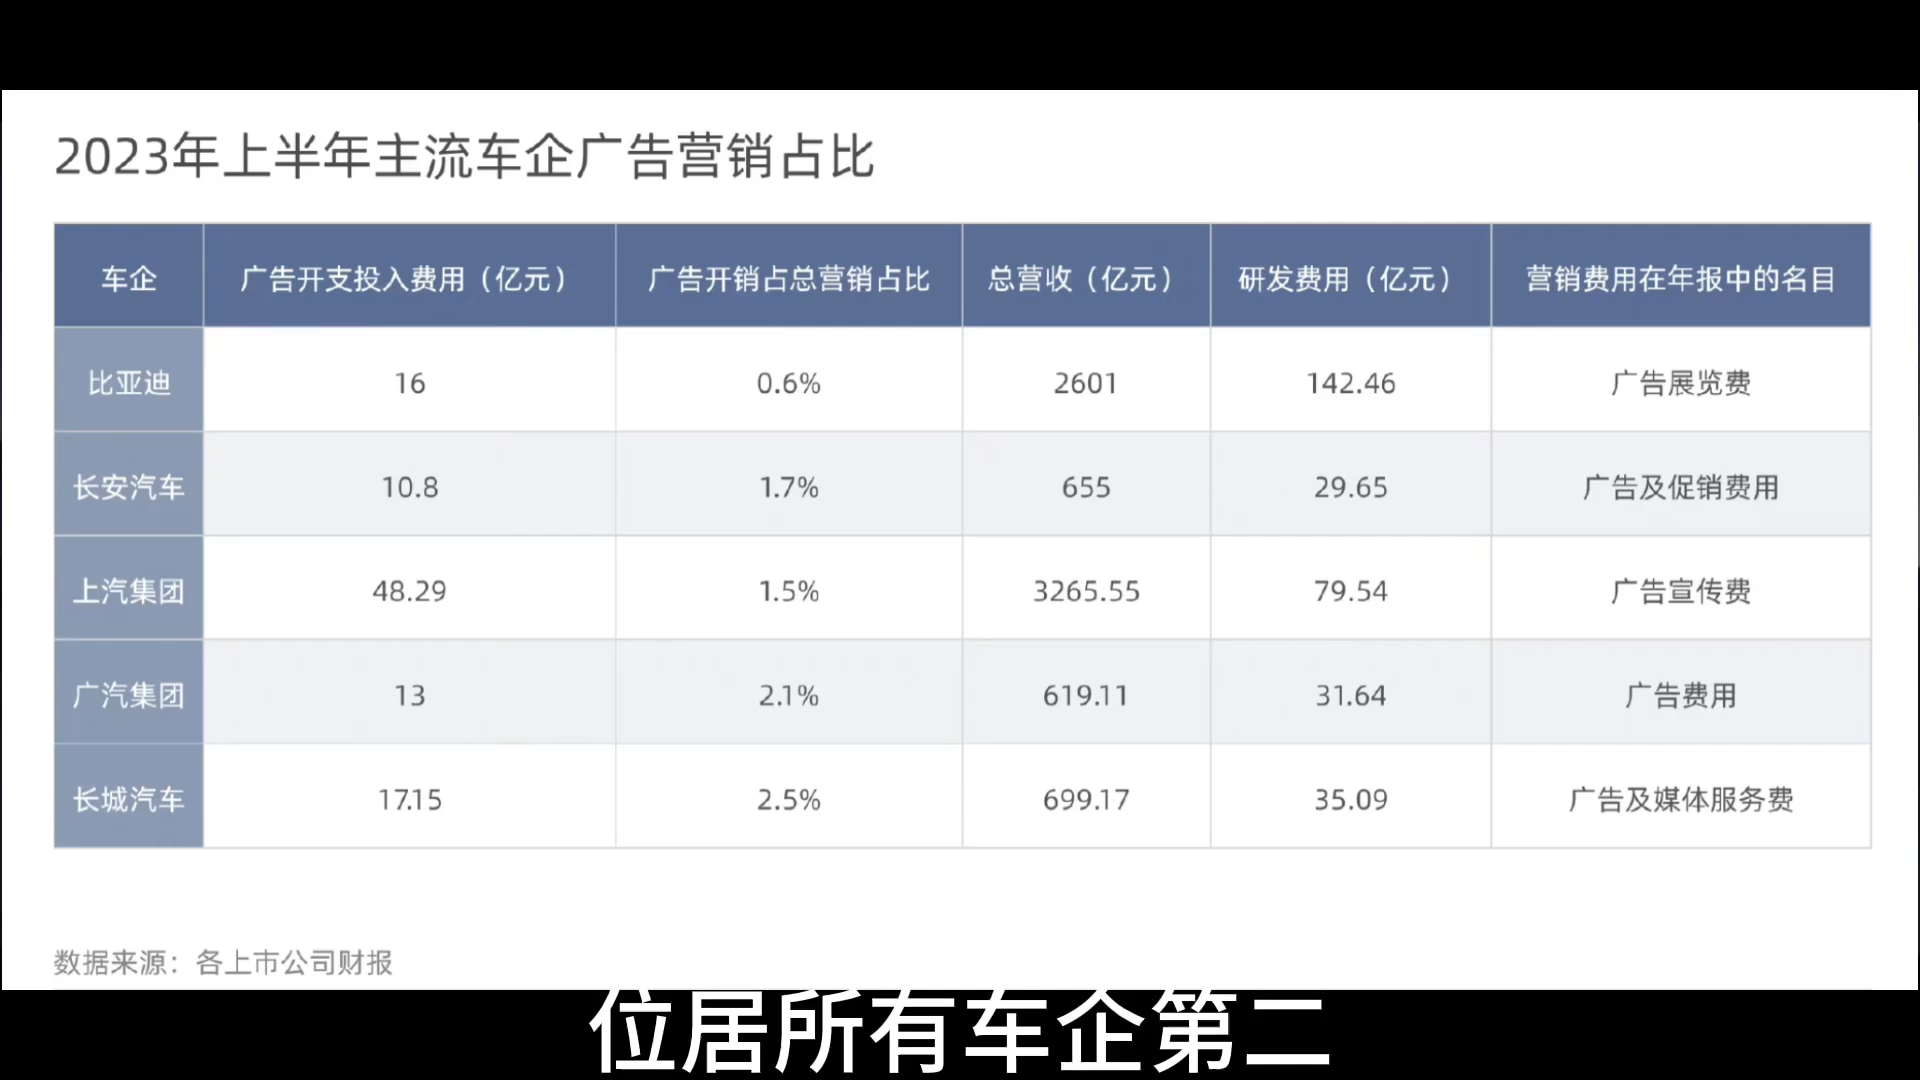 2023年上半年主流车企广告营销占比
车企 广告开支投入费用（亿元） 广告开销占总营销占比 总营收（亿元） 研发费用（亿元） 营销费用在年报中的名目
比亚迪 16 0.6% 2601 142.46 广告展览费
长安汽车 10.8 1.7% 655 29.65 广告及促销费用
上汽集团 48.29 1.5% 3265.55 79.54 广告宣传费
广汽集团 13 2.1% 619.11 31.64 广告费用
长城汽车 17.15 2.5% 699.17 35.09 广告及媒体服务费
数据来源：各上市公司财报
位居所有车企第二